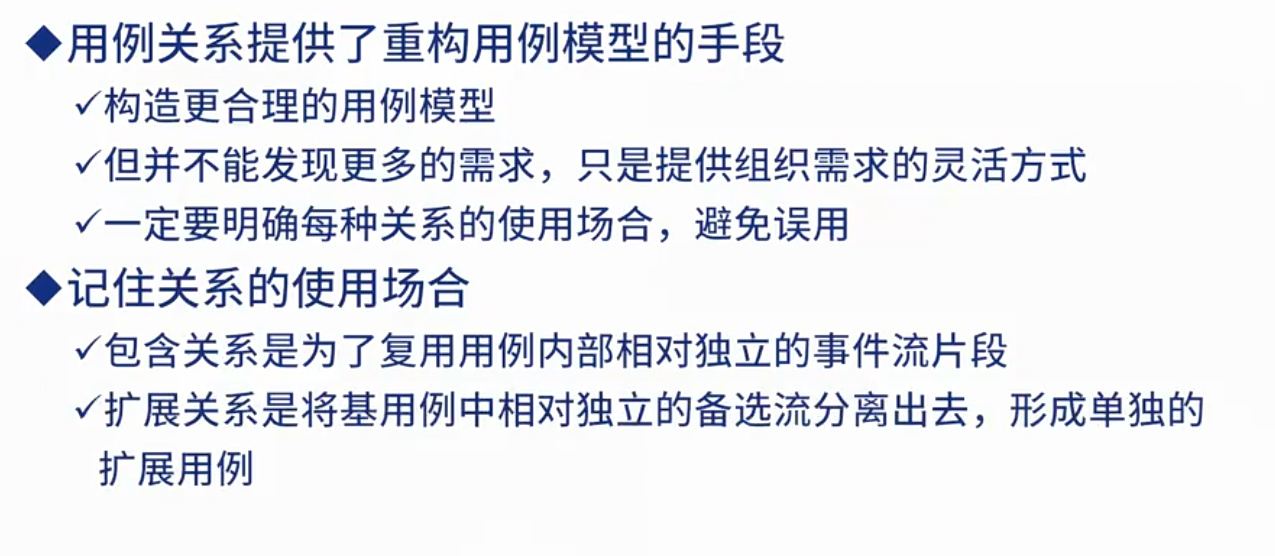 ◆用例关系提供了重构用例模型的手段
✓构造更合理的用例模型
✓但并不能发现更多的需求，只是提供组织需求的灵活方式
✓一定要明确每种关系的使用场合，避免误用
◆记住关系的使用场合
✓包含关系是为了复用用例内部相对独立的事件流片段
✓扩展关系是将基用例中相对独立的备选流分离出去，形成单独的
扩展用例